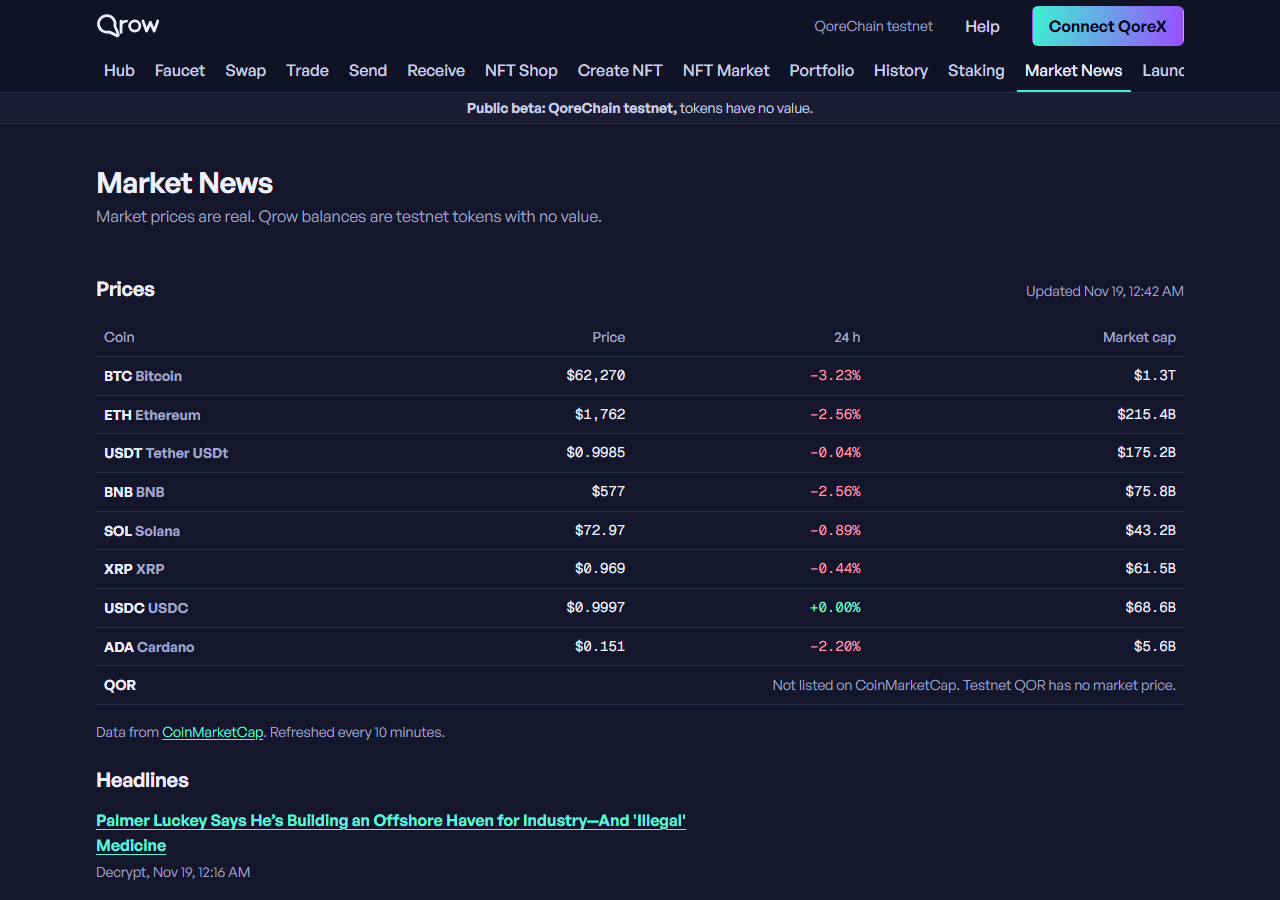 Qrow
QoreChain testnet Help Connect QoreX
Hub Faucet Swap Trade Send Receive NFT Shop Create NFT NFT Market Portfolio History Staking Market News Launc
Public beta: QoreChain testnet, tokens have no value.
Market News
Market prices are real. Qrow balances are testnet tokens with no value.
Prices Updated Nov 19, 12:42 AM
Coin Price 24 h Market cap
BTC Bitcoin $62,270 −3.23% $1.3T
ETH Ethereum $1,762 −2.56% $215.4B
USDT Tether USDt $0.9985 −0.04% $175.2B
BNB BNB $577 −2.56% $75.8B
SOL Solana $72.97 −0.89% $43.2B
XRP XRP $0.969 −0.44% $61.5B
USDC USDC $0.9997 +0.00% $68.6B
ADA Cardano $0.151 −2.20% $5.6B
QOR Not listed on CoinMarketCap. Testnet QOR has no market price.
Data from CoinMarketCap. Refreshed every 10 minutes.
Headlines
Palmer Luckey Says He’s Building an Offshore Haven for Industry—And 'Illegal'
Medicine
Decrypt, Nov 19, 12:16 AM